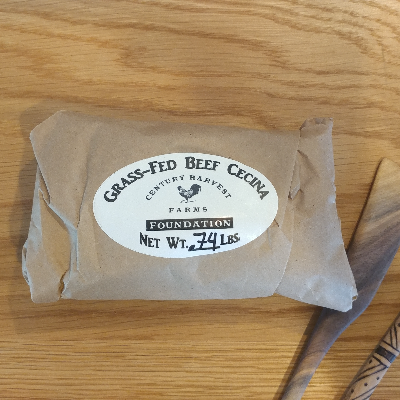 GRASS-FED BEEF CECINA
CENTURY HARVEST
FARMS
FOUNDATION
NET WT. .74 LBS.